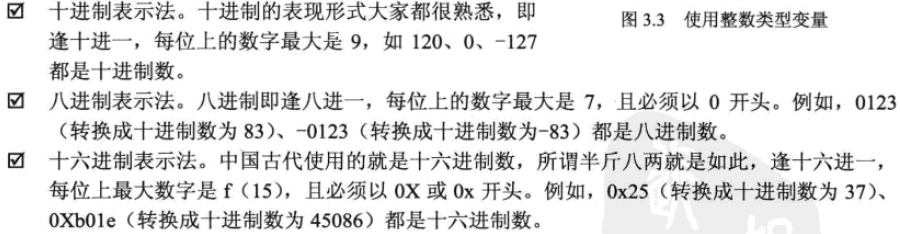 ☑ 十进制表示法。十进制的表现形式大家都很熟悉，即
逢十进一，每位上的数字最大是 9，如 120、0、-127
都是十进制数。
图 3.3 使用整数类型变量
☑ 八进制表示法。八进制即逢八进一，每位上的数字最大是 7，且必须以 0 开头。例如，0123
（转换成十进制数为 83）、-0123（转换成十进制数为-83）都是八进制数。
☑ 十六进制表示法。中国古代使用的就是十六进制数，所谓半斤八两就是如此，逢十六进一，
每位上最大数字是 f（15），且必须以 0X 或 0x 开头。例如，0x25（转换成十进制数为 37）、
0Xb01e（转换成十进制数为 45086）都是十六进制数。